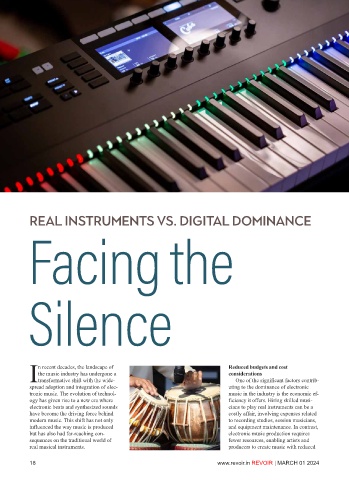 REAL INSTRUMENTS VS. DIGITAL DOMINANCE
Facing the
Silence
In recent decades, the landscape of
the music industry has undergone a
transformative shift with the wide-
spread adoption and integration of elec-
tronic music. The evolution of technol-
ogy has given rise to a new era where
electronic beats and synthesized sounds
have become the driving force behind
modern music. This shift has not only
influenced the way music is produced
but has also had far-reaching con-
sequences on the traditional world of
real musical instruments.
Reduced budgets and cost
considerations
One of the significant factors contrib-
uting to the dominance of electronic
music in the industry is the economic ef-
ficiency it offers. Hiring skilled musi-
cians to play real instruments can be a
costly affair, involving expenses related
to recording studios, session musicians,
and equipment maintenance. In contrast,
electronic music production requires
fewer resources, enabling artists and
producers to create music with reduced
16
www.revoir.in REVOIR | MARCH 01 2024